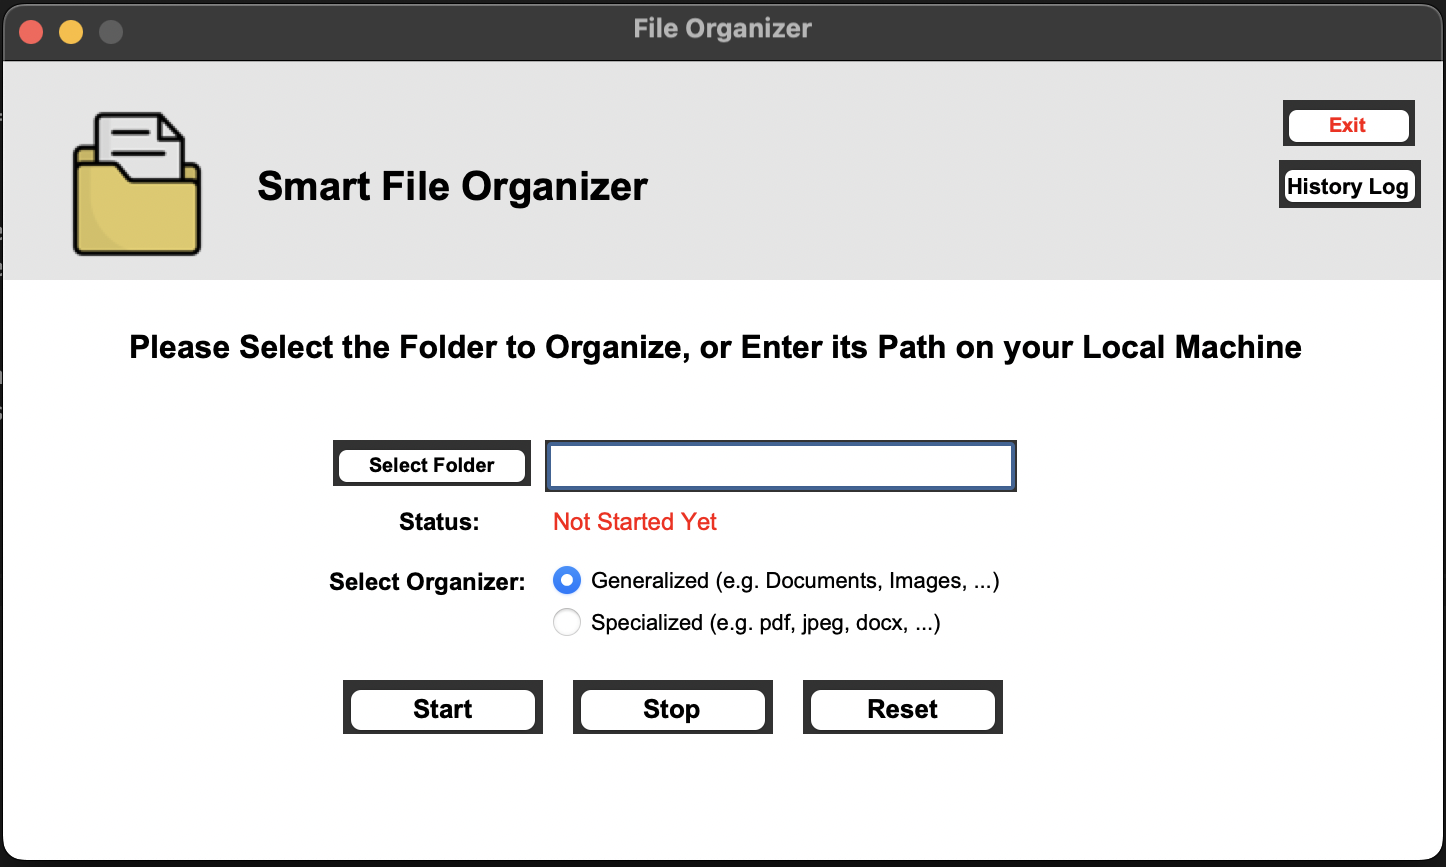 File Organizer
Exit
Smart File Organizer
History Log
Please Select the Folder to Organize, or Enter its Path on your Local Machine
Select Folder
Status: Not Started Yet
Select Organizer: Generalized (e.g. Documents, Images, ...)
Specialized (e.g. pdf, jpeg, docx, ...)
Start Stop Reset